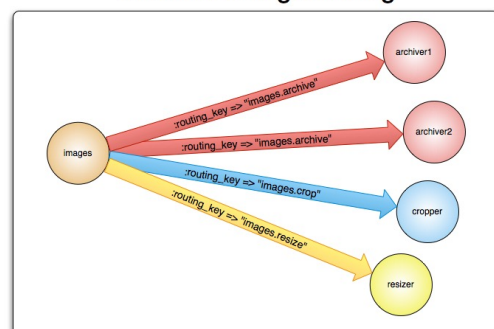 archiver1
:routing_key => "images.archive"
archiver2
:routing_key => "images.archive"
images
:routing_key => "images.crop"
cropper
:routing_key => "images.resize"
resizer